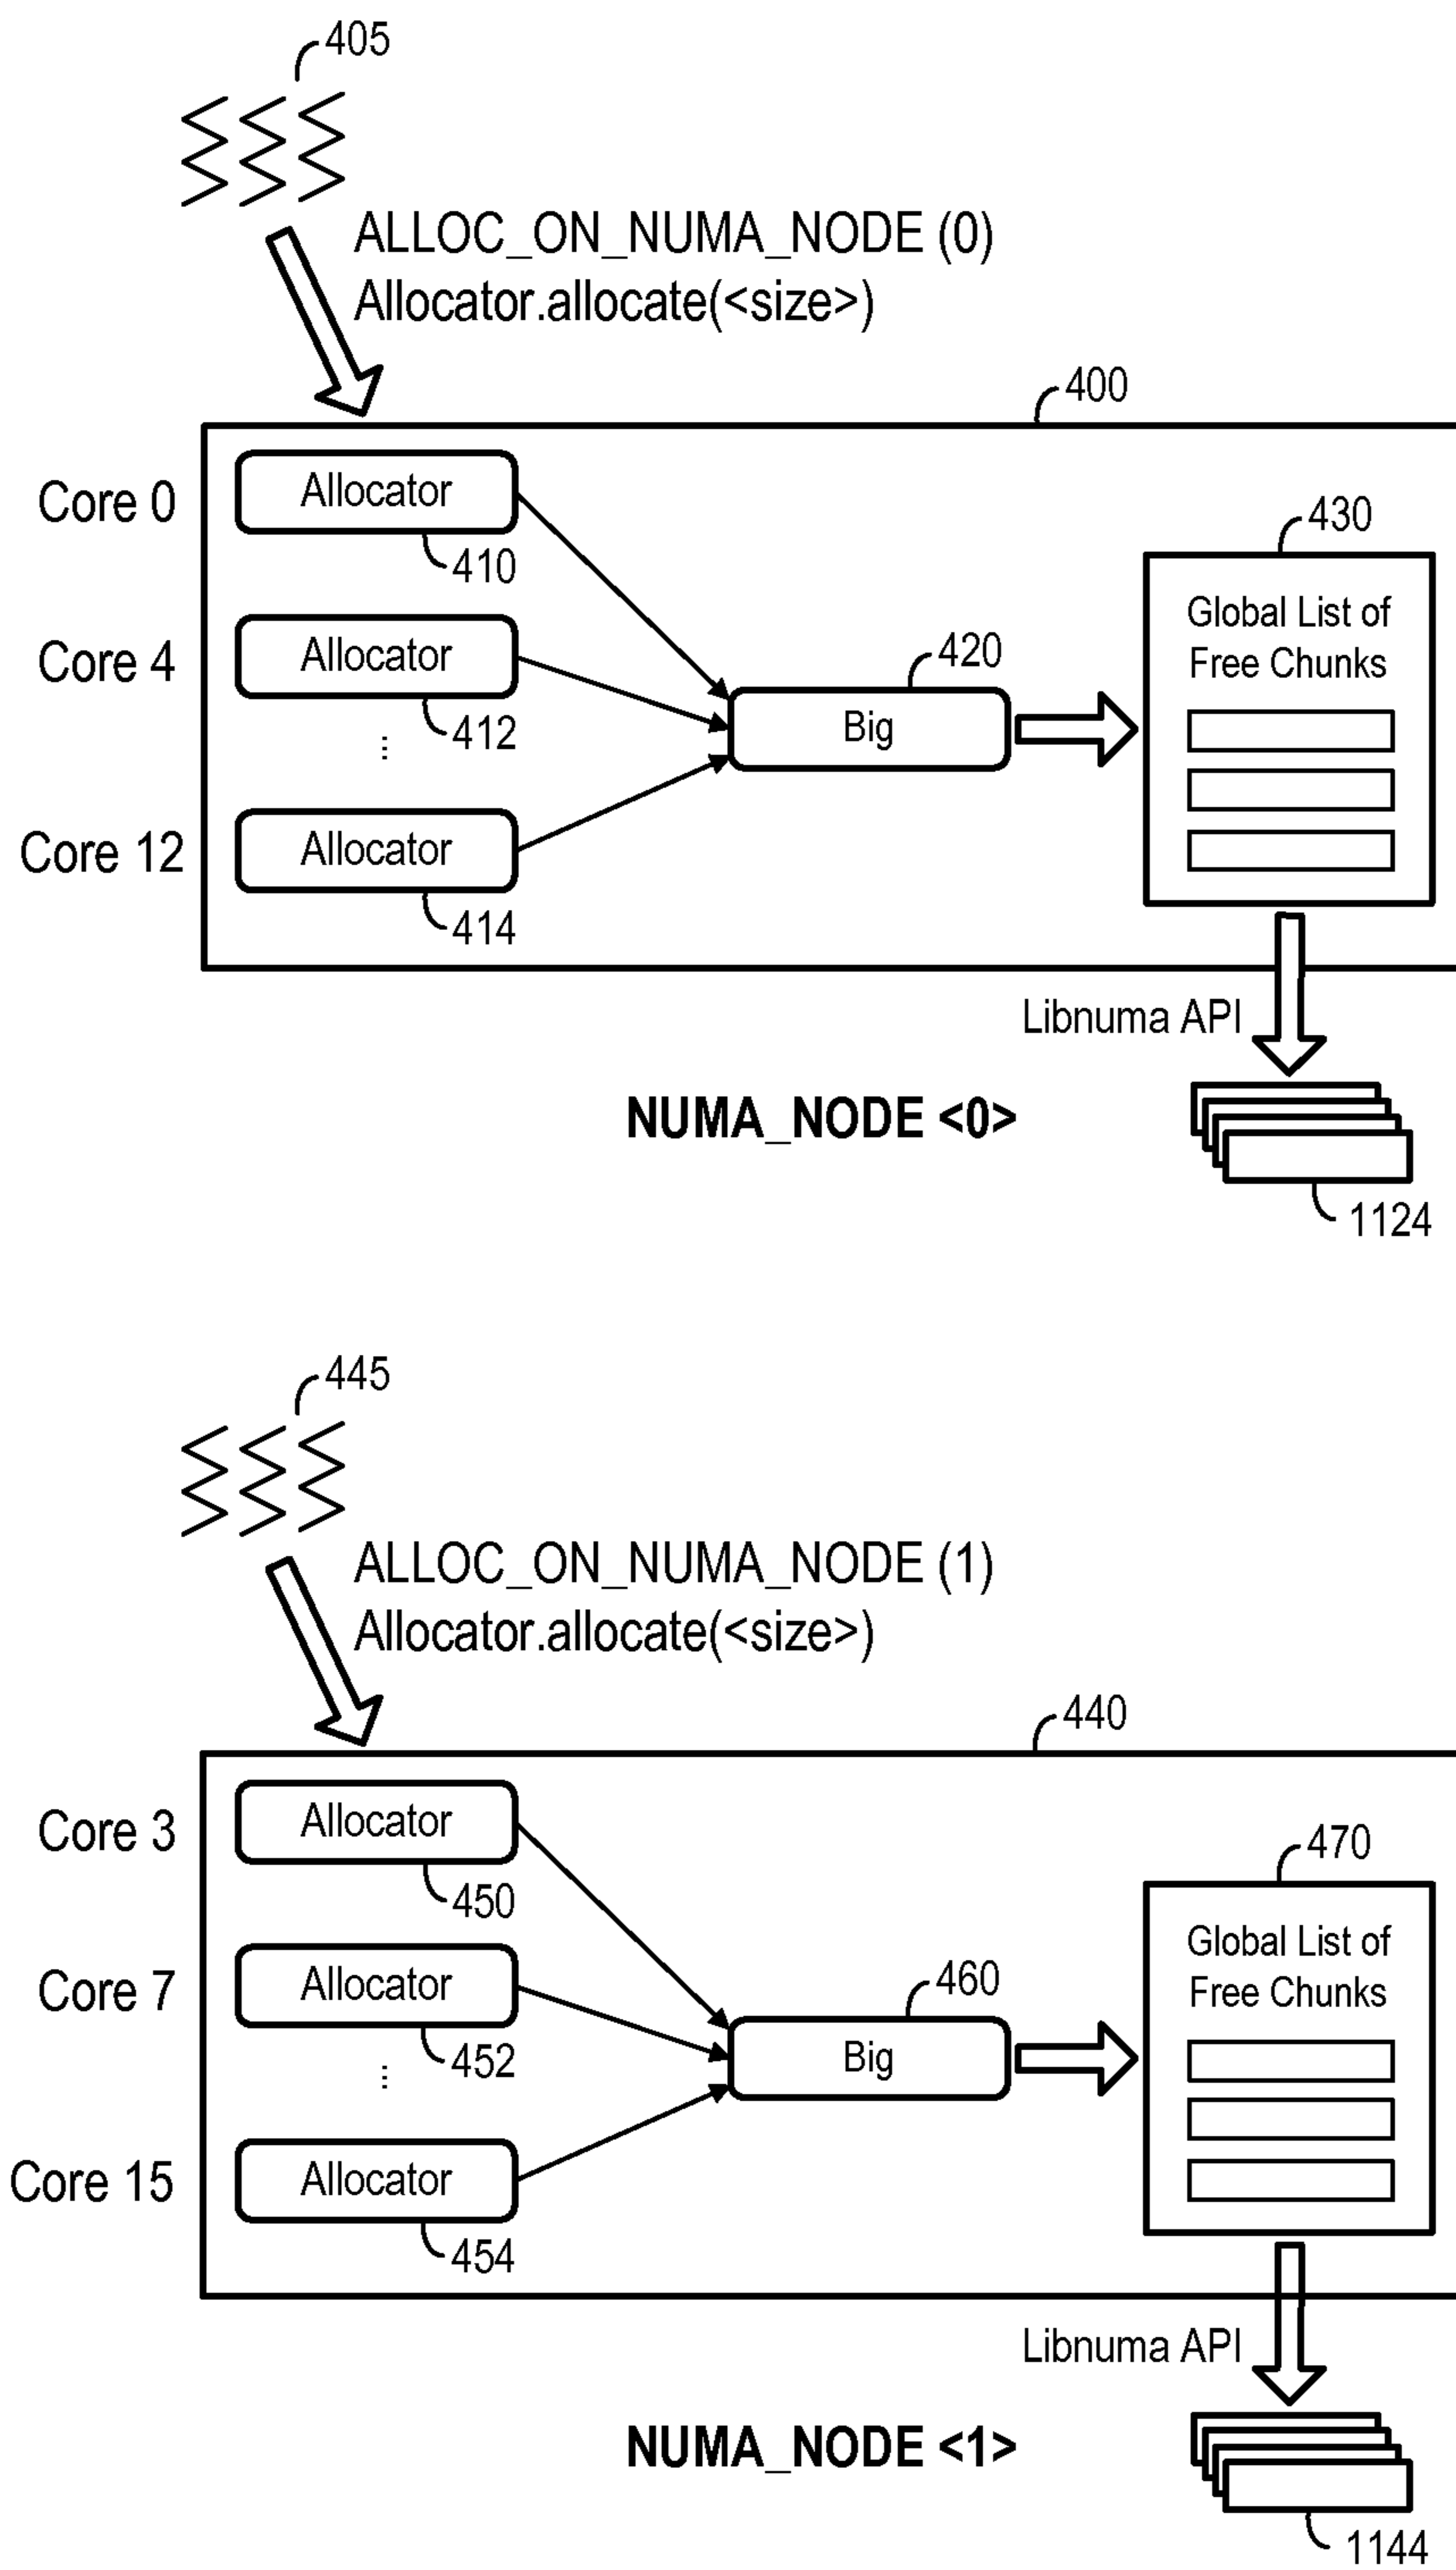 405
ALLOC_ON_NUMA_NODE (0)
Allocator.allocate(<size>)
400
Core 0
Allocator
410
430
Global List of
Free Chunks
Core 4
Allocator
412
...
420
Big
Core 12
Allocator
414
Libnuma API
NUMA_NODE <0>
1124
445
ALLOC_ON_NUMA_NODE (1)
Allocator.allocate(<size>)
440
Core 3
Allocator
450
470
Global List of
Free Chunks
Core 7
Allocator
452
...
460
Big
Core 15
Allocator
454
Libnuma API
NUMA_NODE <1>
1144